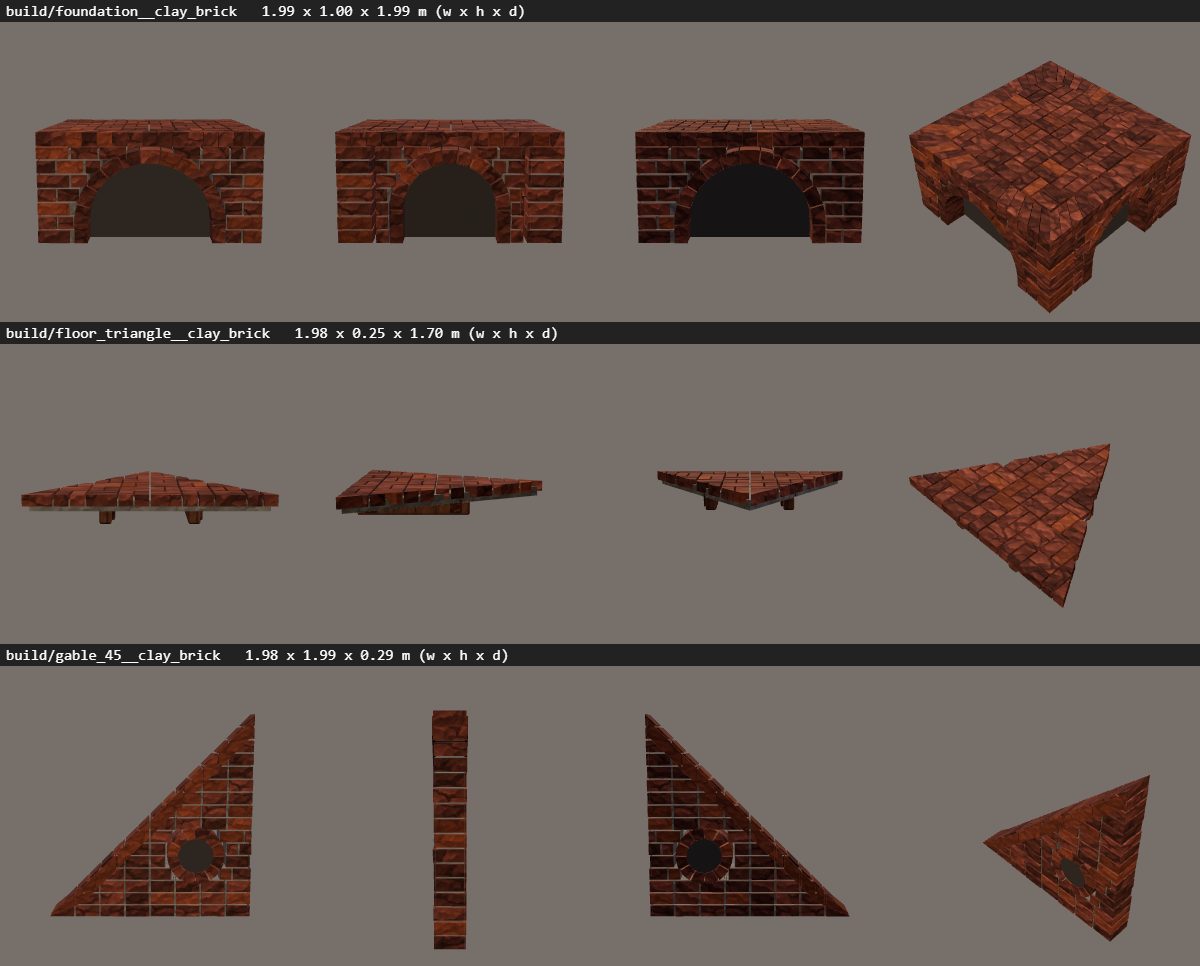 build/foundation__clay_brick   1.99 x 1.00 x 1.99 m (w x h x d)
build/floor_triangle__clay_brick   1.98 x 0.25 x 1.70 m (w x h x d)
build/gable_45__clay_brick   1.98 x 1.99 x 0.29 m (w x h x d)